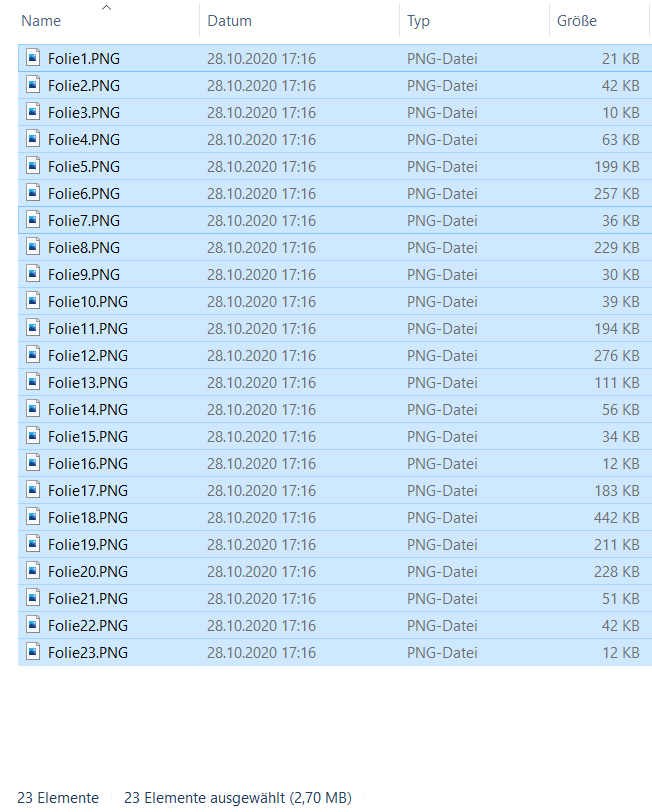 Name Datum Typ Größe
Folie1.PNG 28.10.2020 17:16 PNG-Datei 21 KB
Folie2.PNG 28.10.2020 17:16 PNG-Datei 42 KB
Folie3.PNG 28.10.2020 17:16 PNG-Datei 10 KB
Folie4.PNG 28.10.2020 17:16 PNG-Datei 63 KB
Folie5.PNG 28.10.2020 17:16 PNG-Datei 199 KB
Folie6.PNG 28.10.2020 17:16 PNG-Datei 257 KB
Folie7.PNG 28.10.2020 17:16 PNG-Datei 36 KB
Folie8.PNG 28.10.2020 17:16 PNG-Datei 229 KB
Folie9.PNG 28.10.2020 17:16 PNG-Datei 30 KB
Folie10.PNG 28.10.2020 17:16 PNG-Datei 39 KB
Folie11.PNG 28.10.2020 17:16 PNG-Datei 194 KB
Folie12.PNG 28.10.2020 17:16 PNG-Datei 276 KB
Folie13.PNG 28.10.2020 17:16 PNG-Datei 111 KB
Folie14.PNG 28.10.2020 17:16 PNG-Datei 56 KB
Folie15.PNG 28.10.2020 17:16 PNG-Datei 34 KB
Folie16.PNG 28.10.2020 17:16 PNG-Datei 12 KB
Folie17.PNG 28.10.2020 17:16 PNG-Datei 183 KB
Folie18.PNG 28.10.2020 17:16 PNG-Datei 442 KB
Folie19.PNG 28.10.2020 17:16 PNG-Datei 211 KB
Folie20.PNG 28.10.2020 17:16 PNG-Datei 228 KB
Folie21.PNG 28.10.2020 17:16 PNG-Datei 51 KB
Folie22.PNG 28.10.2020 17:16 PNG-Datei 42 KB
Folie23.PNG 28.10.2020 17:16 PNG-Datei 12 KB
23 Elemente 23 Elemente ausgewählt (2,70 MB)